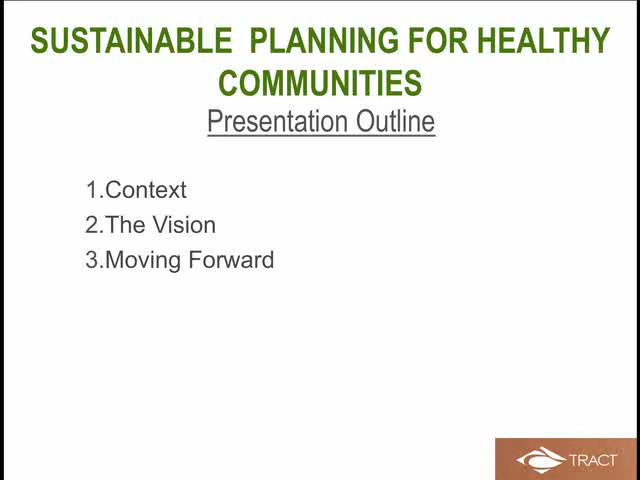 SUSTAINABLE  PLANNING FOR HEALTHY
COMMUNITIES
Presentation Outline
1.Context
2.The Vision
3.Moving Forward
TRACT